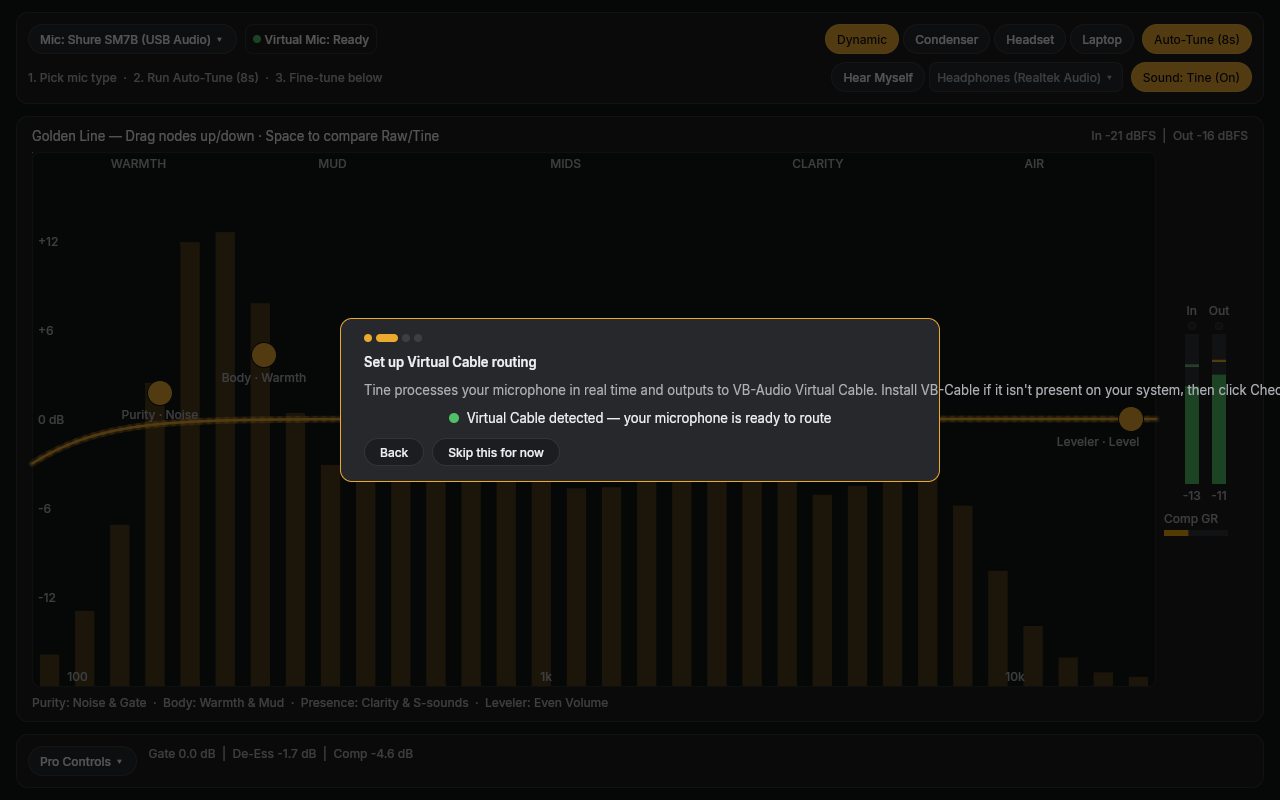 Mic: Shure SM7B (USB Audio) ▾
Virtual Mic: Ready
Dynamic
Condenser
Headset
Laptop
Auto-Tune (8s)
1. Pick mic type · 2. Run Auto-Tune (8s) · 3. Fine-tune below
Hear Myself
Headphones (Realtek Audio) ▾
Sound: Tine (On)
Golden Line — Drag nodes up/down · Space to compare Raw/Tine
In -21 dBFS | Out -16 dBFS
WARMTH
MUD
MIDS
CLARITY
AIR
+12
+6
0 dB
-6
-12
Body · Warmth
Purity · Noise
Leveler · Level
In
Out
-13
-11
Comp GR
Set up Virtual Cable routing
Tine processes your microphone in real time and outputs to VB-Audio Virtual Cable. Install VB-Cable if it isn't present on your system, then click
Virtual Cable detected — your microphone is ready to route
Back
Skip this for now
100
1k
10k
Purity: Noise & Gate · Body: Warmth & Mud · Presence: Clarity & S-sounds · Leveler: Even Volume
Pro Controls ▾
Gate 0.0 dB | De-Ess -1.7 dB | Comp -4.6 dB